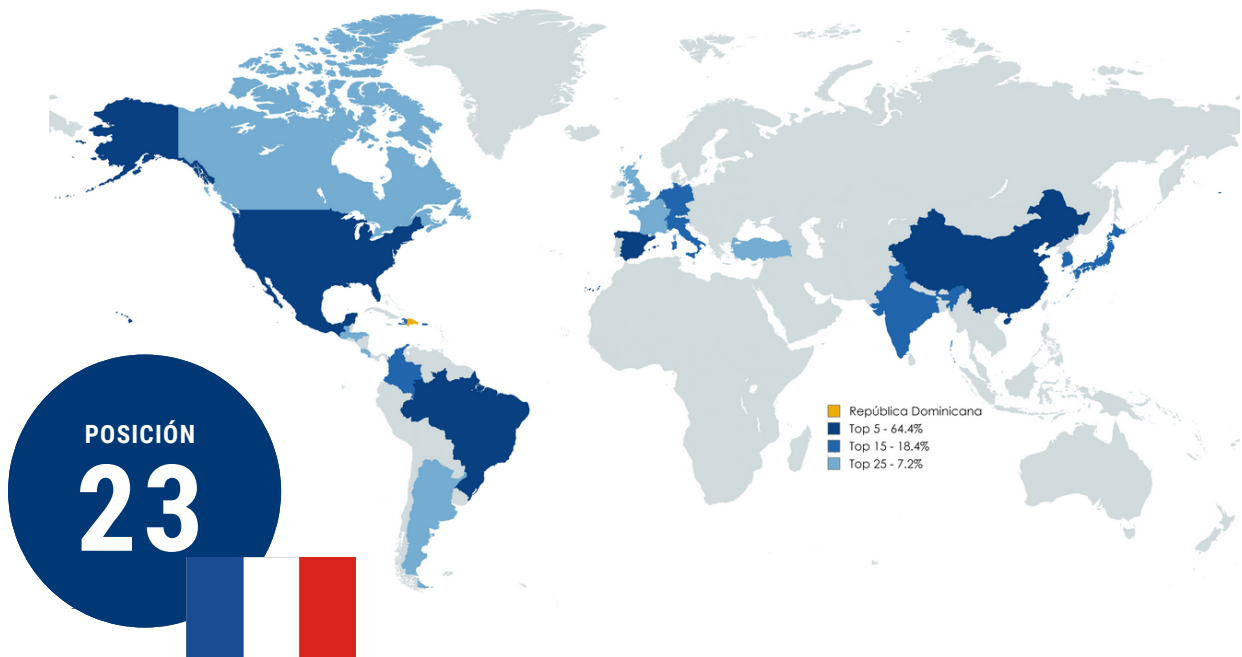 POSICIÓN
23
República Dominicana
Top 5 - 64.4%
Top 15 - 18.4%
Top 25 - 7.2%